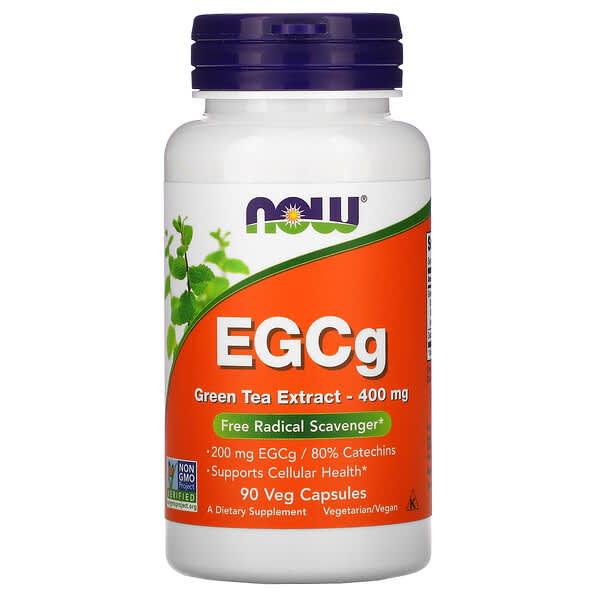 NOW®
EGCg
Green Tea Extract - 400 mg
Free Radical Scavenger*
• 200 mg EGCg / 80% Catechins
• Supports Cellular Health*
90 Veg Capsules
A Dietary Supplement Vegetarian/Vegan
NON
GMO
Project
VERIFIED
K